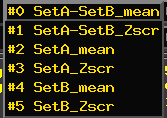 #0 SetA-SetB_mean
#1 SetA-SetB_Zscr
#2 SetA_mean
#3 SetA_Zscr
#4 SetB_mean
#5 SetB_Zscr